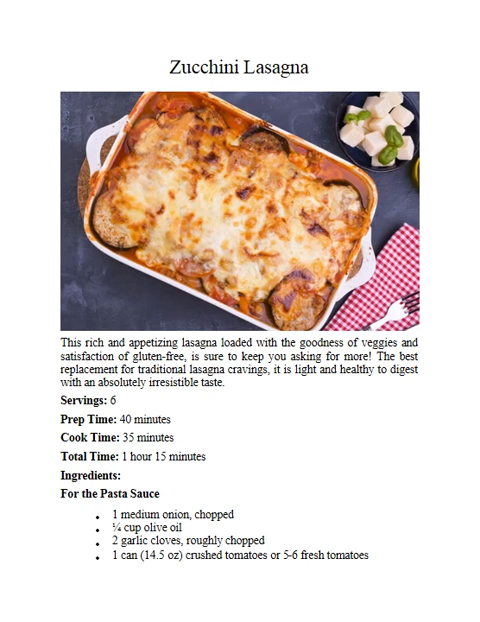 Zucchini Lasagna
This rich and appetizing lasagna loaded with the goodness of veggies and
satisfaction of gluten-free, is sure to keep you asking for more! The best
replacement for traditional lasagna cravings, it is light and healthy to digest
with an absolutely irresistible taste.
Servings: 6
Prep Time: 40 minutes
Cook Time: 35 minutes
Total Time: 1 hour 15 minutes
Ingredients:
For the Pasta Sauce
• 1 medium onion, chopped
• ¼ cup olive oil
• 2 garlic cloves, roughly chopped
• 1 can (14.5 oz) crushed tomatoes or 5-6 fresh tomatoes